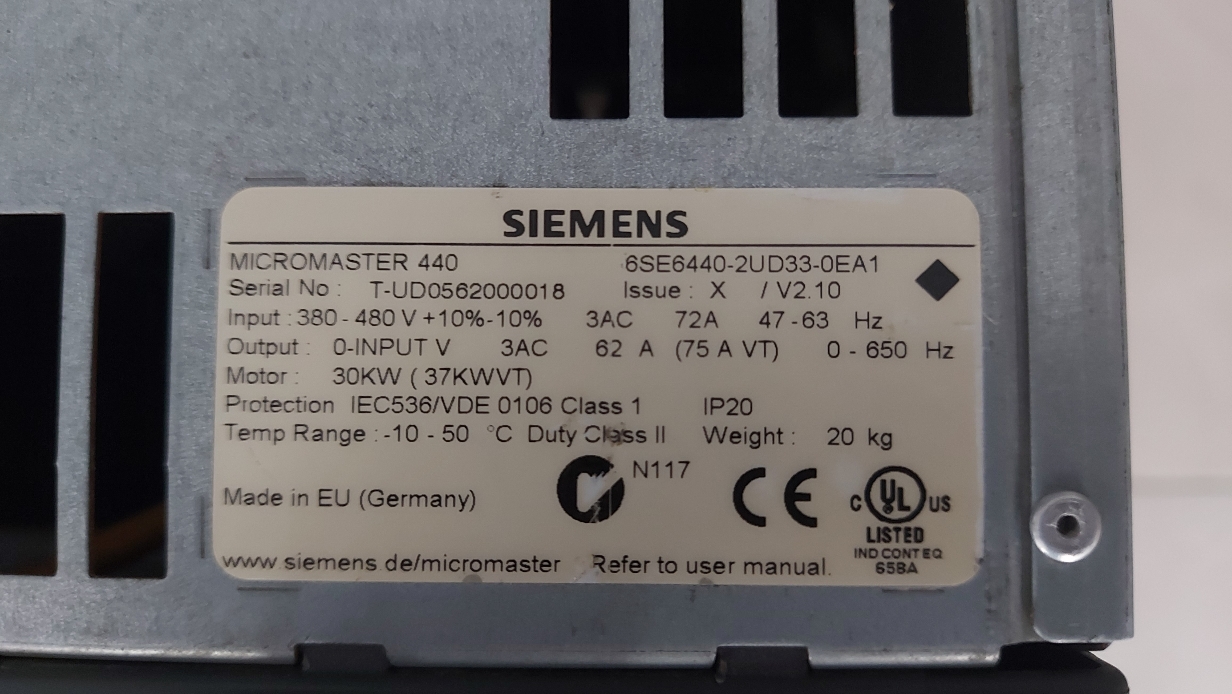 SIEMENS
MICROMASTER 440 6SE6440-2UD33-0EA1
Serial No : T-UD0562000018 Issue : X / V2.10
Input : 380 - 480 V +10%-10% 3AC 72A 47 -63 Hz
Output : 0-INPUT V 3AC 62 A (75 A VT) 0 - 650 Hz
Motor : 30KW ( 37KWVT)
Protection IEC536/VDE 0106 Class 1 IP20
Temp Range : -10 - 50 °C Duty Class II Weight : 20 kg
N117
Made in EU (Germany) CE C UL US
LISTED
IND CONT EQ
658A
www.siemens.de/micromaster Refer to user manual.